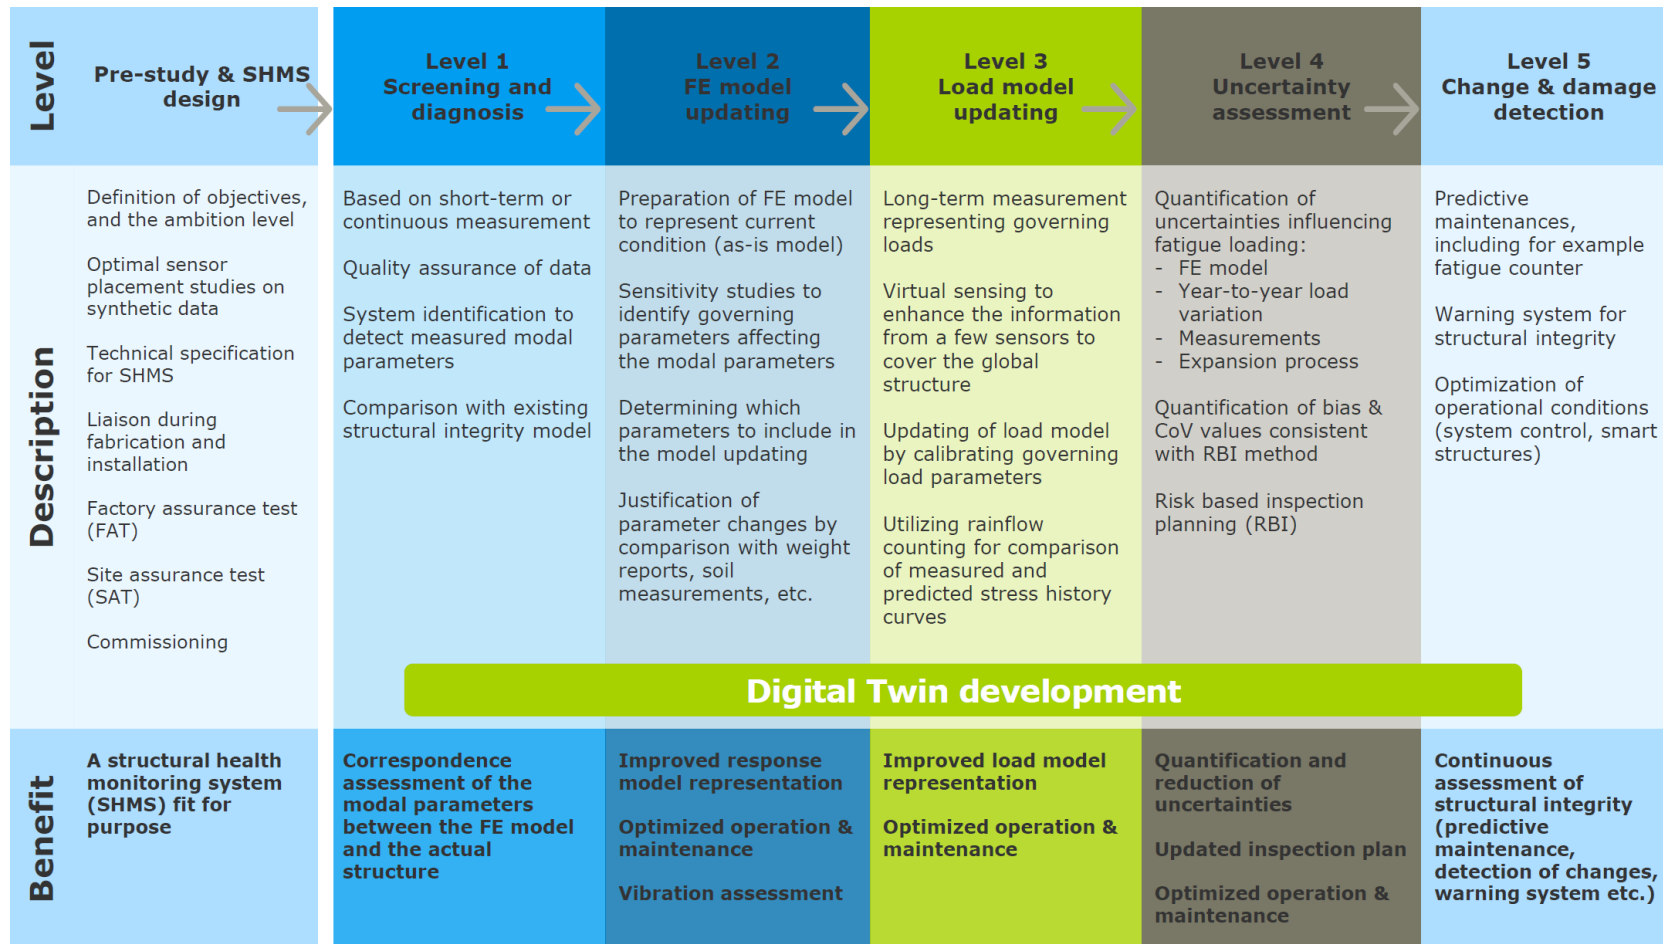 Level
Pre-study & SHMS
design
Level 1
Screening and
diagnosis
Level 2
FE model
updating
Level 3
Load model
updating
Level 4
Uncertainty
assessment
Level 5
Change & damage
detection
Description
Definition of objectives,
and the ambition level
Optimal sensor
placement studies on
synthetic data
Technical specification
for SHMS
Liaison during
fabrication and
installation
Factory assurance test
(FAT)
Site assurance test
(SAT)
Commissioning
Based on short-term or
continuous measurement
Quality assurance of data
System identification to
detect measured modal
parameters
Comparison with existing
structural integrity model
Preparation of FE model
to represent current
condition (as-is model)
Sensitivity studies to
identify governing
parameters affecting
the modal parameters
Determining which
parameters to include in
the model updating
Justification of
parameter changes by
comparison with weight
reports, soil
measurements, etc.
Long-term measurement
representing governing
loads
Virtual sensing to
enhance the information
from a few sensors to
cover the global
structure
Updating of load model
by calibrating governing
load parameters
Utilizing rainflow
counting for comparison
of measured and
predicted stress history
curves
Quantification of
uncertainties influencing
fatigue loading:
- FE model
- Year-to-year load
variation
- Measurements
- Expansion process
Quantification of bias &
CoV values consistent
with RBI method
Risk based inspection
planning (RBI)
Predictive
maintenances,
including for example
fatigue counter
Warning system for
structural integrity
Optimization of
operational conditions
(system control, smart
structures)
Digital Twin development
Benefit
A structural health
monitoring system
(SHMS) fit for
purpose
Correspondence
assessment of the
modal parameters
between the FE model
and the actual
structure
Improved response
model representation
Optimized operation &
maintenance
Vibration assessment
Improved load model
representation
Optimized operation &
maintenance
Quantification and
reduction of
uncertainties
Updated inspection plan
Optimized operation &
maintenance
Continuous
assessment of
structural integrity
(predictive
maintenance,
detection of changes,
warning system etc.)